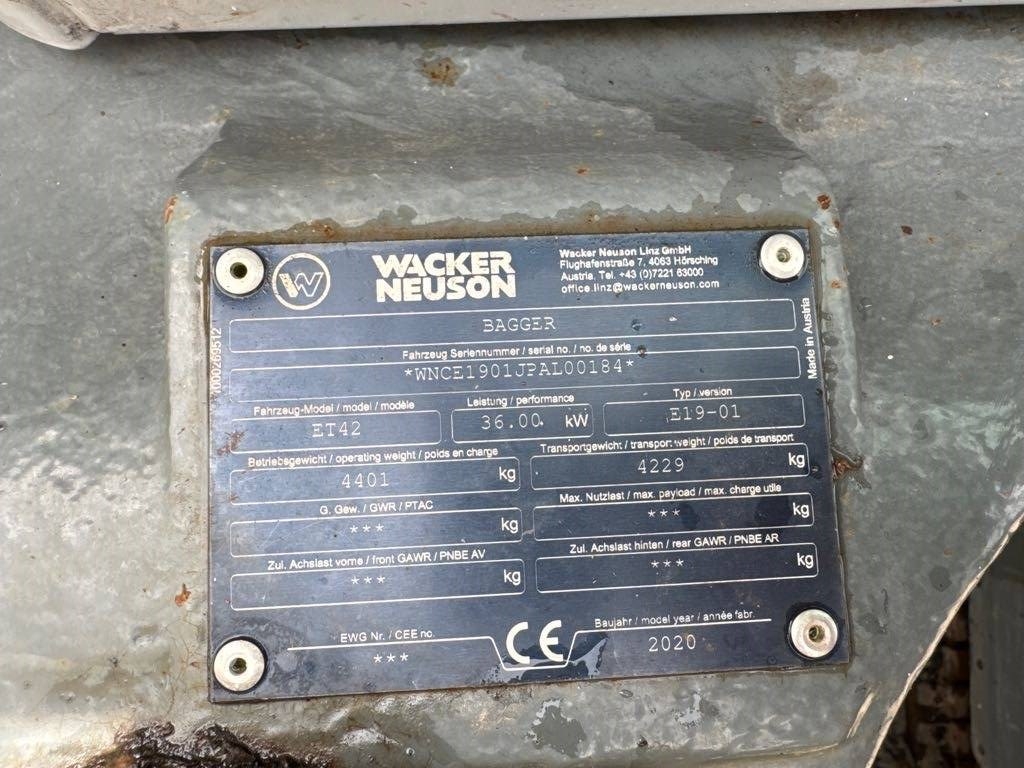 W
WACKER
NEUSON
Wacker Neuson Linz GmbH
Flughafenstraße 7, 4063 Hörsching
Austria. Tel. +43 (0)7221 63000
office.linz@wackerneuson.com
BAGGER
Fahrzeug Seriennummer / serial no. / no. de série
*WNCE1901JPAL00184*
Fahrzeug-Model / model / modèle
ET42
Leistung / performance
36.00 kW
Typ / version
E19-01
Betriebsgewicht / operating weight / poids en charge
4401 kg
Transportgewicht / transport weight / poids de transport
4229 kg
G. Gew. / GWR / PTAC
*** kg
Max. Nutzlast / max. payload / max. charge utile
*** kg
Zul. Achslast vorne / front GAWR / PNBE AV
*** kg
Zul. Achslast hinten / rear GAWR / PNBE AR
*** kg
EWG Nr. / CEE no.
***
CE
Baujahr / model year / année fabr.
2020
1000269512
Made in Austria